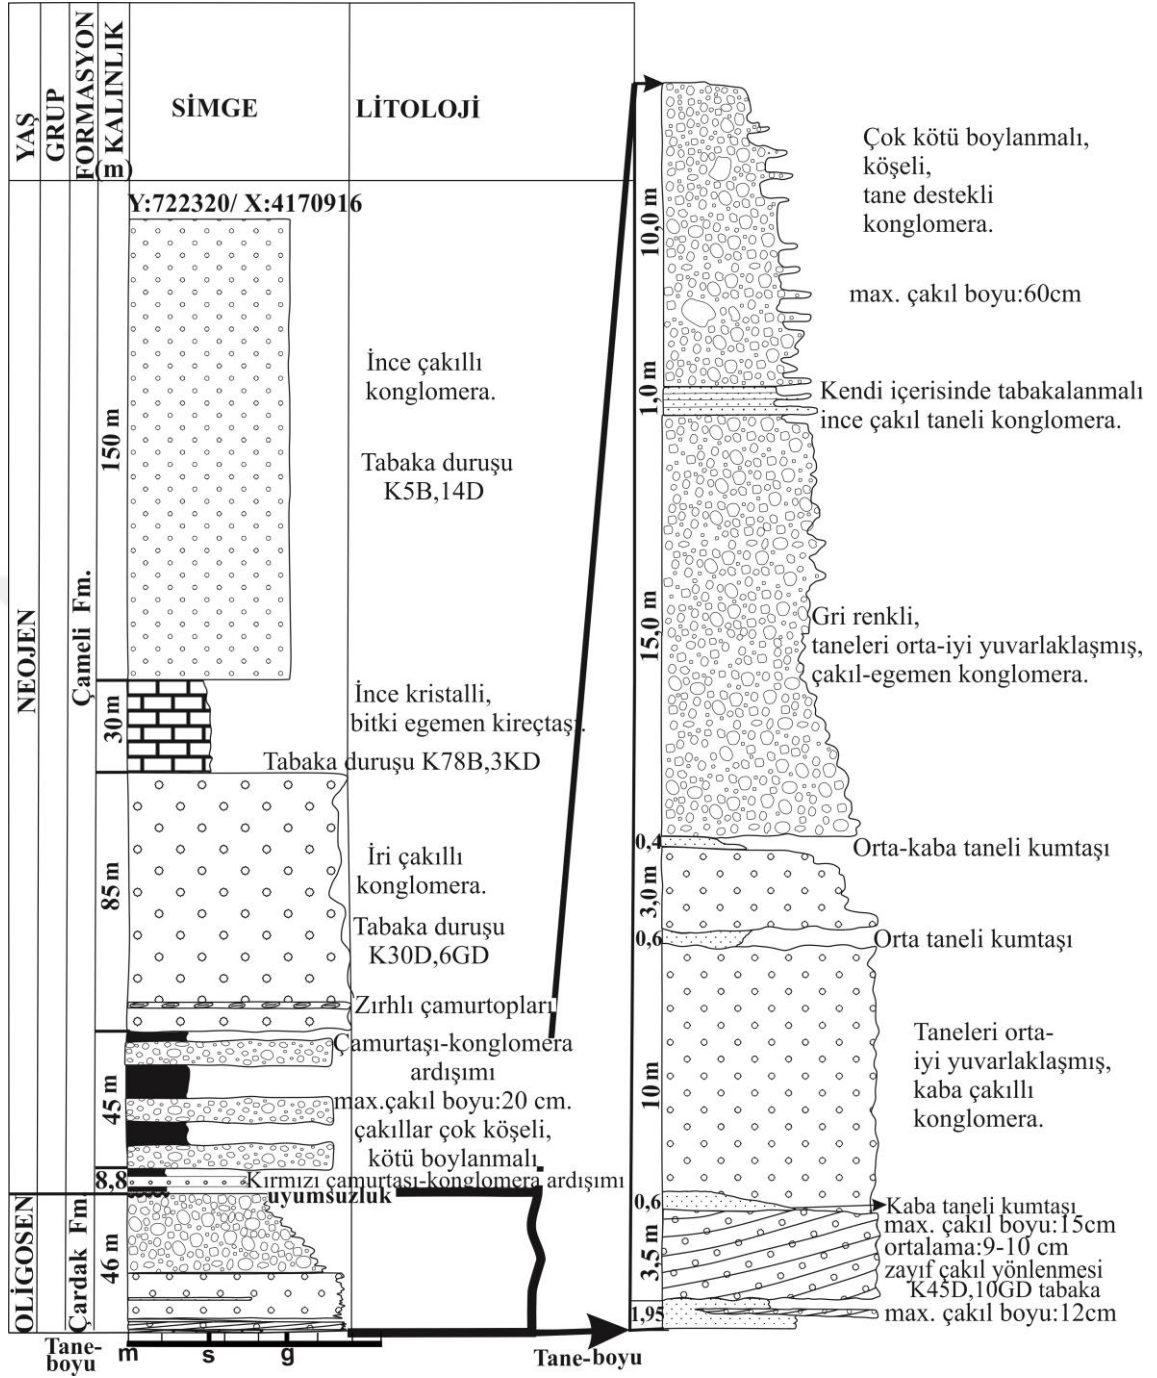 YAŞ
GRUP
FORMASYON
KALINLIK
(m)
SİMGE
LİTOLOJİ
Y:722320/ X:4170916
NEOJEN
Çameli Fm.
150 m
İnce çakıllı
konglomera.
Tabaka duruşu
K5B,14D
30m
İnce kristalli,
bitki egemen kireçtaşı.
Tabaka duruşu K78B,3KD
85m
İri çakıllı
konglomera.
Tabaka duruşu
K30D,6GD
Zırhlı çamurtopları
45 m
Çamurtaşı-konglomera
ardışımı
max.çakıl boyu:20 cm.
çakıllar çok köşeli,
kötü boylanmalı.
8,8
Kırmızı çamurtaşı-konglomera ardışımı
uyumsuzluk
OLİGOSEN
Çardak Fm.
46 m
Tane-
boyu
m
s
g
Tane-boyu
10,0 m
Çok kötü boylanmalı,
köşeli,
tane destekli
konglomera.
max. çakıl boyu:60cm
1,0 m
Kendi içerisinde tabakalanmalı
ince çakıl taneli konglomera.
15,0 m
Gri renkli,
taneleri orta-iyi yuvarlaklaşmış,
çakıl-egemen konglomera.
0,4
Orta-kaba taneli kumtaşı
3,0 m
0,6
Orta taneli kumtaşı
10 m
Taneleri orta-
iyi yuvarlaklaşmış,
kaba çakıllı
konglomera.
0,6
Kaba taneli kumtaşı
3,5 m
max. çakıl boyu:15cm
ortalama:9-10 cm
zayıf çakıl yönlenmesi
K45D,10GD tabaka
1,95
max. çakıl boyu:12cm